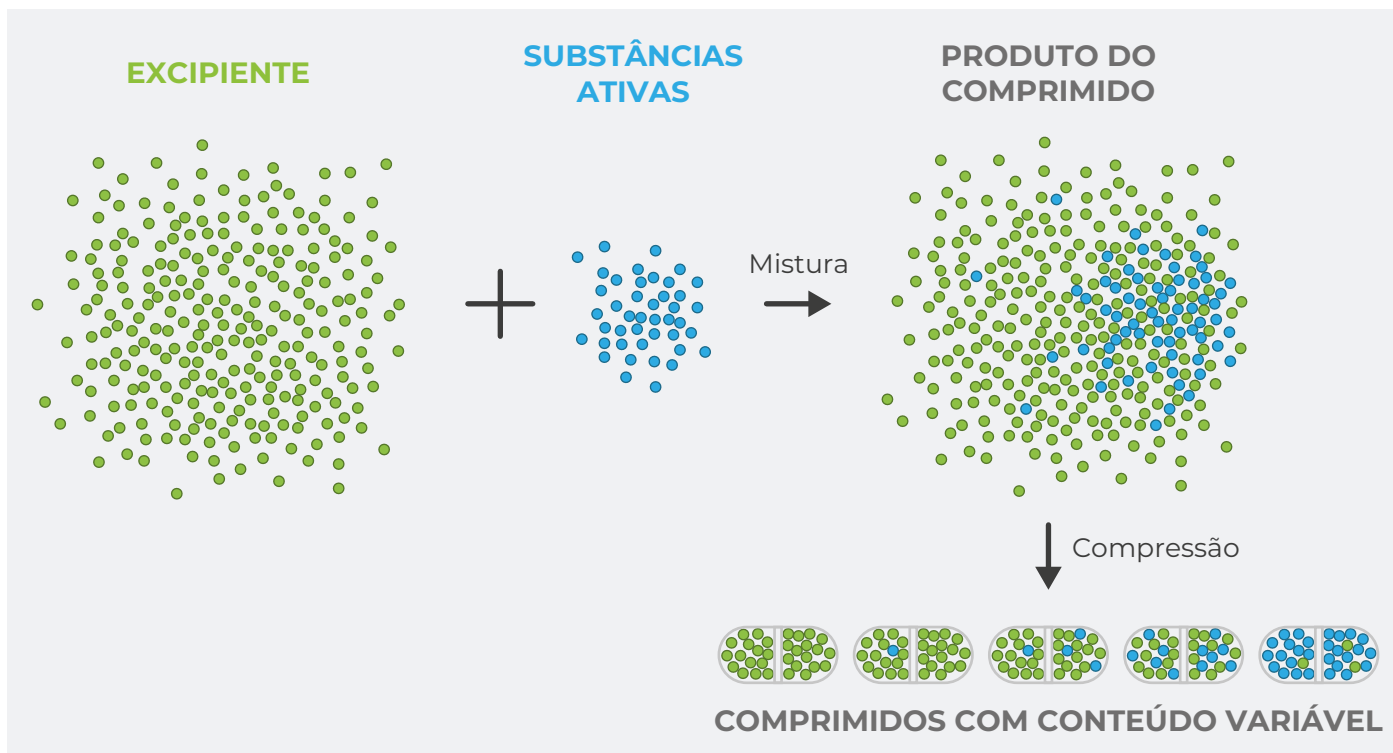 EXCIPIENTE
SUBSTÂNCIAS
ATIVAS
PRODUTO DO
COMPRIMIDO
Mistura
Compressão
COMPRIMIDOS COM CONTEÚDO VARIÁVEL